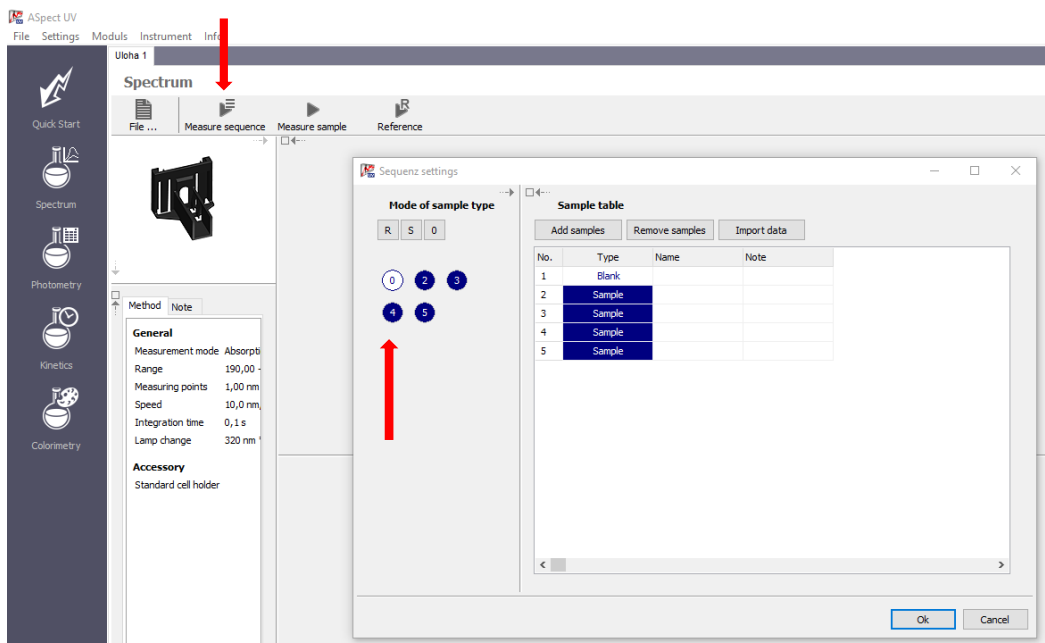 ASpect UV
File Settings Moduls Instrument Info
Uloha 1
Spectrum
File ... Measure sequence Measure sample Reference
Quick Start
Spectrum
Photometry
Kinetics
Colorimetry
Method Note
General
Measurement mode Absorpti
Range 190,00 -
Measuring points 1,00 nm
Speed 10,0 nm,
Integration time 0,1 s
Lamp change 320 nm
Accessory
Standard cell holder
Sequenz settings
Mode of sample type
R S 0
0 2 3
4 5
Sample table
Add samples Remove samples Import data
No. Type Name Note
1 Blank
2 Sample
3 Sample
4 Sample
5 Sample
Ok Cancel